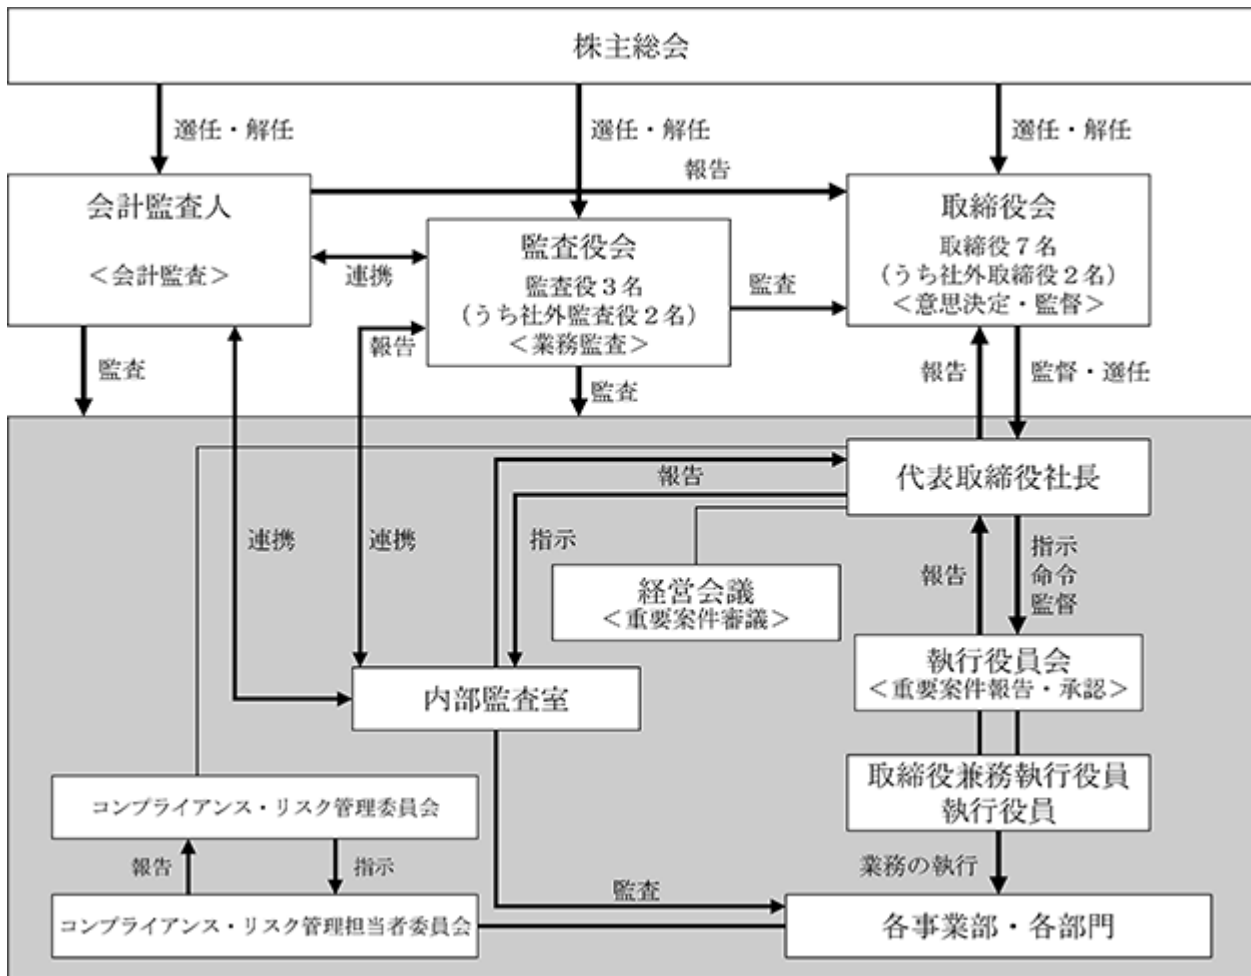 株主総会
選任・解任
選任・解任
選任・解任
報告
会計監査人
＜会計監査＞
連携
監査役会
監査役３名
（うち社外監査役２名）
＜業務監査＞
監査
取締役会
取締役７名
（うち社外取締役２名）
＜意思決定・監督＞
監査
報告
監査
報告
監督・選任
代表取締役社長
報告
連携
連携
指示
経営会議
＜重要案件審議＞
報告
指示
命令
監督
執行役員会
＜重要案件報告・承認＞
内部監査室
取締役兼務執行役員
執行役員
コンプライアンス・リスク管理委員会
報告
指示
業務の執行
監査
コンプライアンス・リスク管理担当者委員会
各事業部・各部門